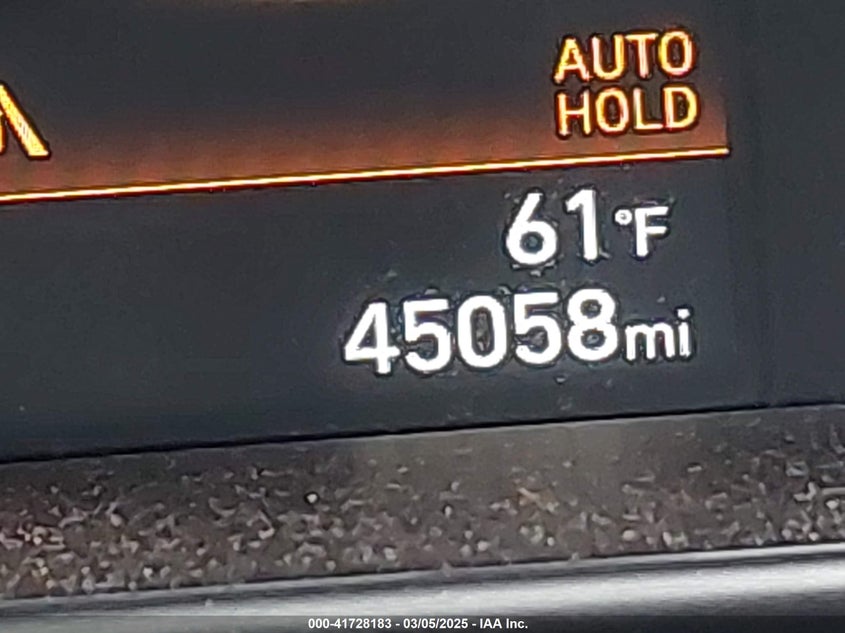 AUTO
HOLD
61°F
45058mi
000-41728183 - 03/05/2025 - IAA Inc.